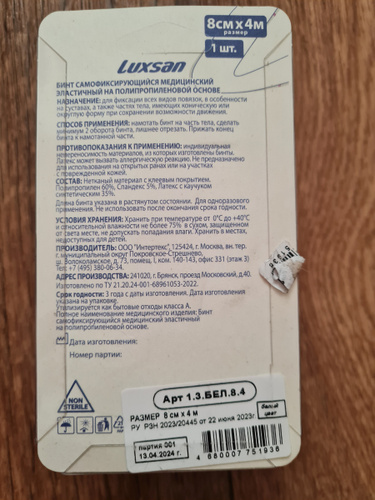 8см х 4м
размер
1 шт.
Luxsan
БИНТ САМОФИКСИРУЮЩИЙСЯ МЕДИЦИНСКИЙ
ЭЛАСТИЧНЫЙ НА ПОЛИПРОПИЛЕНОВОЙ ОСНОВЕ
НАЗНАЧЕНИЕ: для фиксации всех видов повязок, в особенности
на суставах, а также частях тела, имеющих коническую или
округлую форму при сохранении возможности движения.
СПОСОБ ПРИМЕНЕНИЯ: намотать бинт на часть тела, сделать
минимум 2 оборота бинта, лишнее отрезать. Прижать конец
бинта к намотанной части.
ПРОТИВОПОКАЗАНИЯ К ПРИМЕНЕНИЮ: индивидуальная
непереносимость материалов, из которых изготовлены бинты.
Латекс может вызвать аллергическую реакцию. Не предназначено
для использования на открытых ранах или на участках
с поврежденной кожей.
СОСТАВ: Нетканый материал с клеевым покрытием.
Полипропилен 60%, Спандекс 5%, Латекс с каучуком
синтетическим 35%.
Длина бинта указана в растянутом состоянии. Для одноразового
применения. Не использовать после окончания срока годности.
УСЛОВИЯ ХРАНЕНИЯ: Хранить при температуре от 0°С до +40°С
и относительной влажности не более 75% в сухом, защищенном
от света месте, не допускать попадания влаги. Хранить в местах,
недоступных для детей.
ПРОИЗВОДИТЕЛЬ: ООО "Интертекс", 125424, г. Москва, вн. тер.
г. муниципальный округ Покровское-Стрешнево,
ш. Волоколамское, д. 73, помещ. I, ком. Т40-143, офис 331 (этаж 3)
Тел: +7 (495) 380-06-34.
АДРЕС ПРОИЗВОДСТВА: 241020, г. Брянск, проезд Московский, д.40.
Изготовлено по ТУ 21.20.24-001-68961053-2022.
Срок годности: 3 года с даты изготовления. Дата изготовления
указана на упаковке.
Утилизируется как бытовые отходы класса А.
Полное наименование медицинского изделия: Бинт
самофиксирующийся медицинский эластичный
на полипропиленовой основе.
Дата изготовления:
Номер партии:
NON
STERILE
Арт 1.3.БЕЛ.8.4
РАЗМЕР 8 см х 4 м
белый
цвет
РУ РЗН 2023/20445 от 22 июня 2023г.
партия 001
13.04.2024 г.
4 680007 751936